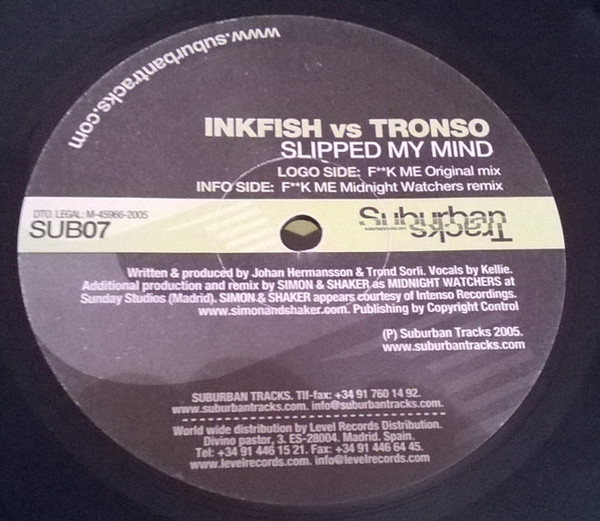 www.suburbantracks.com
INKFISH vs TRONSO
SLIPPED MY MIND
LOGO SIDE: F**K ME Original mix
INFO SIDE: F**K ME Midnight Watchers remix
DTO. LEGAL: M-45966-2005
SUB07
Suburban
Tracks
Written & produced by Johan Hermansson & Trond Sorli. Vocals by Kellie.
Additional production and remix by SIMON & SHAKER as MIDNIGHT WATCHERS at
Sunday Studios (Madrid). SIMON & SHAKER appears courtesy of Intenso Recordings.
www.simonandshaker.com. Publishing by Copyright Control
(P) Suburban Tracks 2005.
www.suburbantracks.com
SUBURBAN TRACKS. Tlf-fax: +34 91 760 14 92.
www.suburbantracks.com. info@suburbantracks.com.
World wide distribution by Level Records Distribution.
Divino pastor, 3. ES-28004. Madrid. Spain.
Tel: +34 91 446 15 21. Fax: +34 91 446 64 45.
www.levelrecords.com. info@levelrecords.com